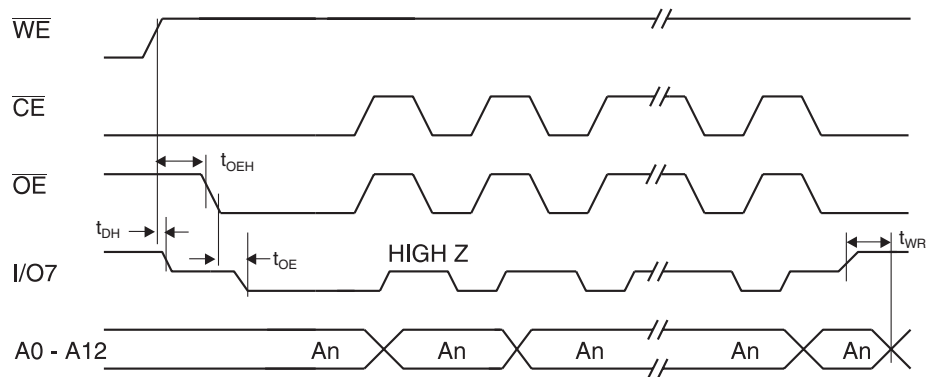 WE
CE
tOEH
OE
tDH
tOE
HIGH Z
tWR
I/O7
A0 - A12
An An An An An